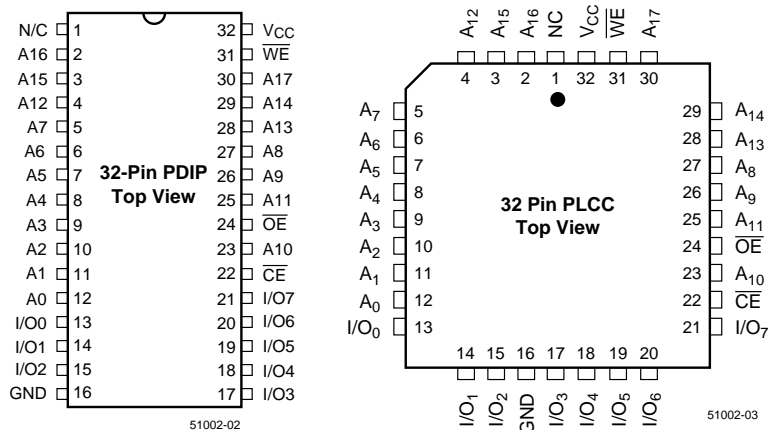 N/C 1 32 VCC
A16 2 31 WE
A15 3 30 A17
A12 4 29 A14
A7 5 28 A13
A6 6 27 A8
A5 7 26 A9
A4 8 25 A11
A3 9 24 OE
A2 10 23 A10
A1 11 22 CE
A0 12 21 I/O7
I/O0 13 20 I/O6
I/O1 14 19 I/O5
I/O2 15 18 I/O4
GND 16 17 I/O3
32-Pin PDIP
Top View
51002-02
A12 A15 A16 NC VCC WE A17
4 3 2 1 32 31 30
A7 5 29 A14
A6 6 28 A13
A5 7 27 A8
A4 8 26 A9
A3 9 25 A11
A2 10 24 OE
A1 11 23 A10
A0 12 22 CE
I/O0 13 21 I/O7
32 Pin PLCC
Top View
14 15 16 17 18 19 20
I/O1 I/O2 GND I/O3 I/O4 I/O5 I/O6
51002-03